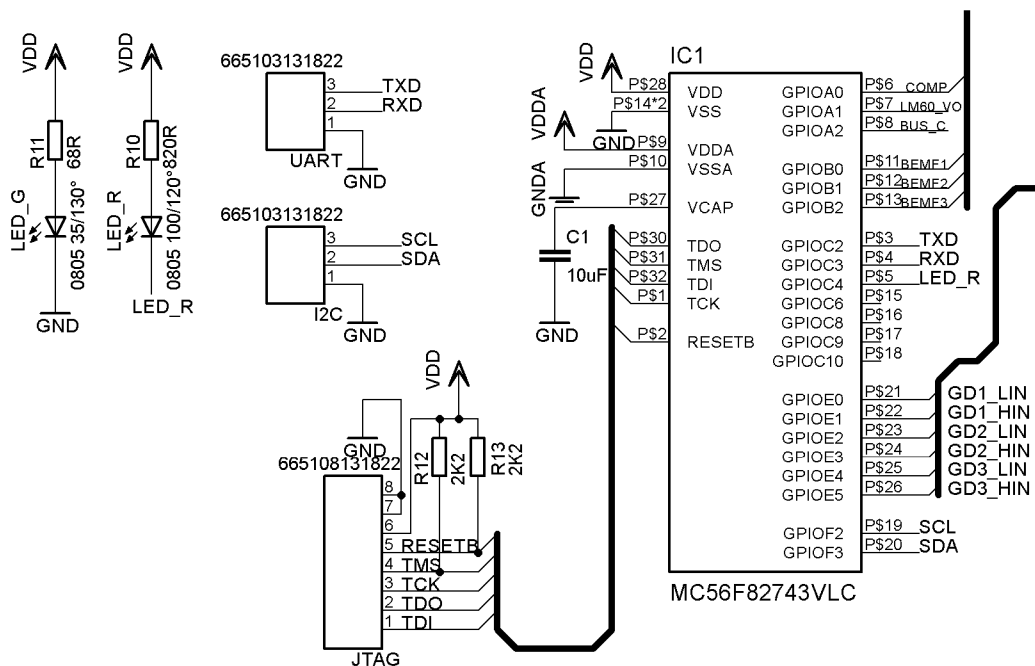 VDD
R11
68R
LED_G
0805 35/130°
GND
VDD
R10
820R
LED_R
0805 100/120°
LED_R
665103131822
3 TXD
2 RXD
1
UART
GND
665103131822
3 SCL
2 SDA
1
I2C
GND
VDD
GND
R12
2K2
R13
2K2
665108131822
8
7
6
5 RESETB
4 TMS
3 TCK
2 TDO
1 TDI
JTAG
IC1
VDD
P$28 VDD
P$14*2 VSS
GND
VDDA
P$9 VDDA
P$10 VSSA
GNDA
P$27 VCAP
C1
10uF
GND
P$30 TDO
P$31 TMS
P$32 TDI
P$1 TCK
P$2 RESETB
GPIOA0 P$6 COMP
GPIOA1 P$7 LM60_VO
GPIOA2 P$8 BUS_C
GPIOB0 P$11 BEMF1
GPIOB1 P$12 BEMF2
GPIOB2 P$13 BEMF3
GPIOC2 P$3 TXD
GPIOC3 P$4 RXD
GPIOC4 P$5 LED_R
GPIOC6 P$15
GPIOC8 P$16
GPIOC9 P$17
GPIOC10 P$18
GPIOE0 P$21 GD1_LIN
GPIOE1 P$22 GD1_HIN
GPIOE2 P$23 GD2_LIN
GPIOE3 P$24 GD2_HIN
GPIOE4 P$25 GD3_LIN
GPIOE5 P$26 GD3_HIN
GPIOF2 P$19 SCL
GPIOF3 P$20 SDA
MC56F82743VLC